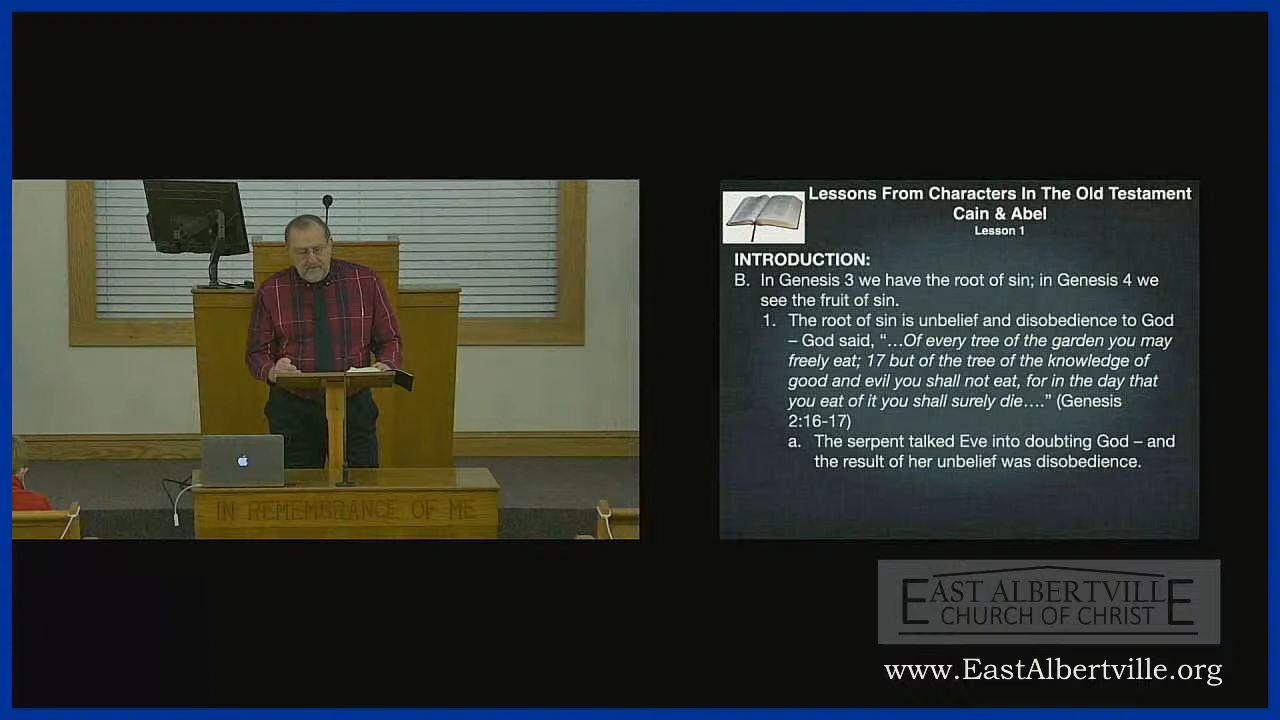 Lessons From Characters In The Old Testament
Cain & Abel
Lesson 1
INTRODUCTION:
B. In Genesis 3 we have the root of sin; in Genesis 4 we
see the fruit of sin.
1. The root of sin is unbelief and disobedience to God
– God said, “…Of every tree of the garden you may
freely eat; 17 but of the tree of the knowledge of
good and evil you shall not eat, for in the day that
you eat of it you shall surely die….” (Genesis
2:16-17)
a. The serpent talked Eve into doubting God – and
the result of her unbelief was disobedience.
IN REMEMBRANCE OF ME
EAST ALBERTVILLE
CHURCH OF CHRIST
www.EastAlbertville.org